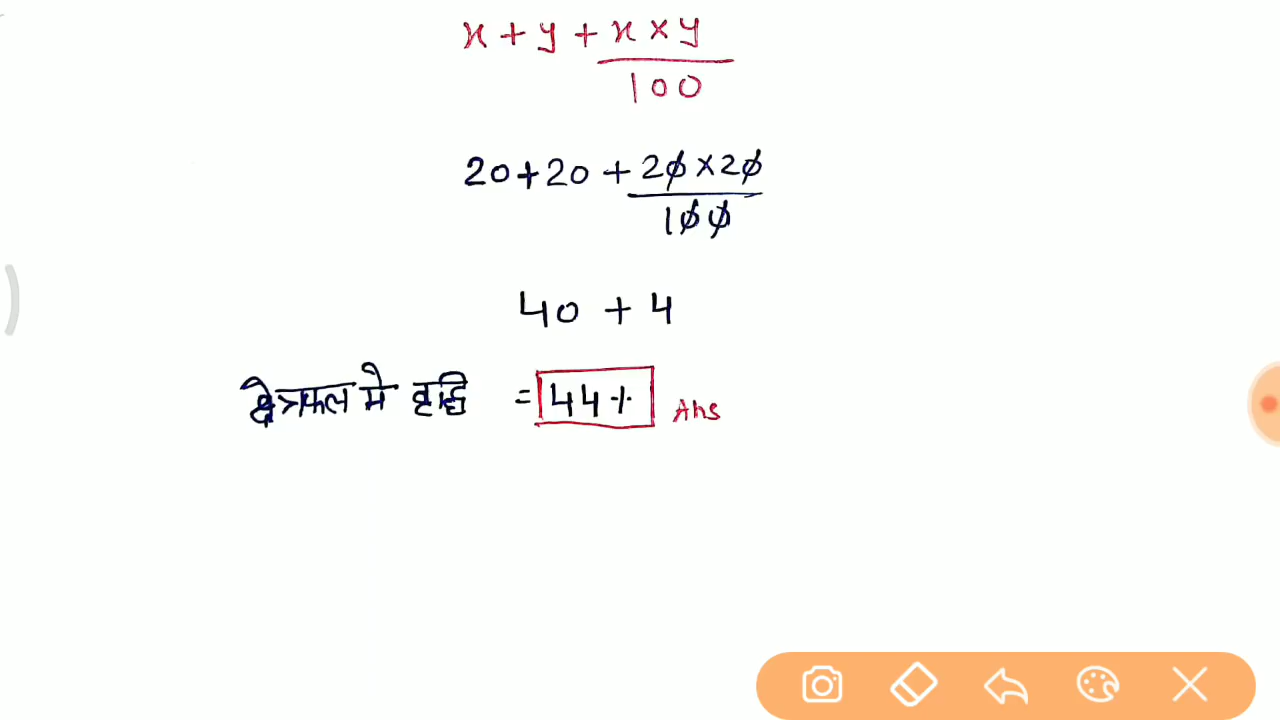 x + y + x × y
100
20 + 20 + 20 × 20
100
40 + 4
क्षेत्रफल मे वृद्धि = 44% Ans